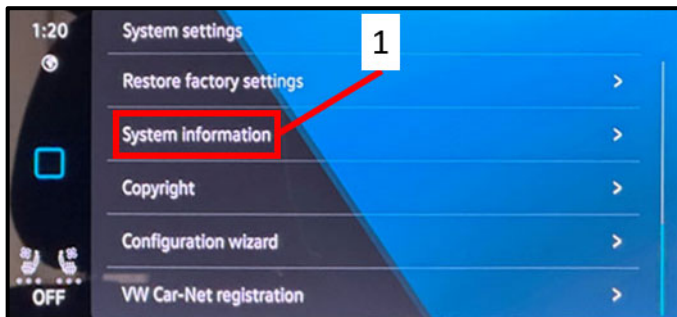 1:20
System settings
1
Restore factory settings
System information
Copyright
Configuration wizard
OFF
VW Car-Net registration